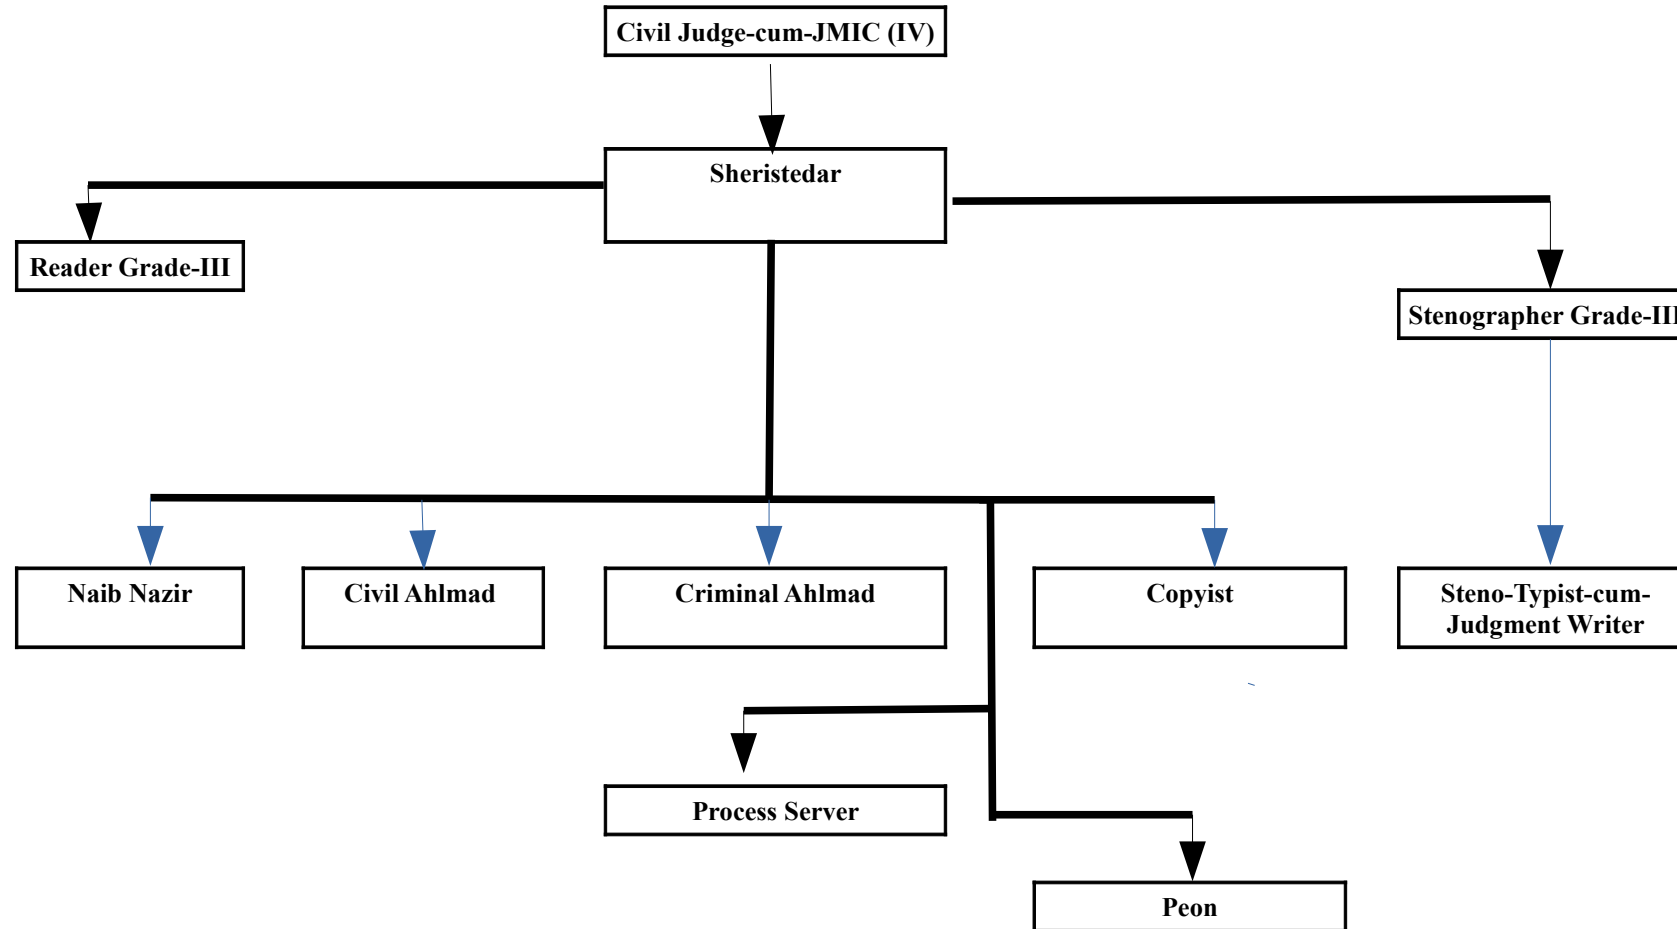 Civil Judge-cum-JMIC (IV)
Sheristedar
Reader Grade-III
Stenographer Grade-III
Naib Nazir
Civil Ahlmad
Criminal Ahlmad
Copyist
Steno-Typist-cum-
Judgment Writer
Process Server
Peon